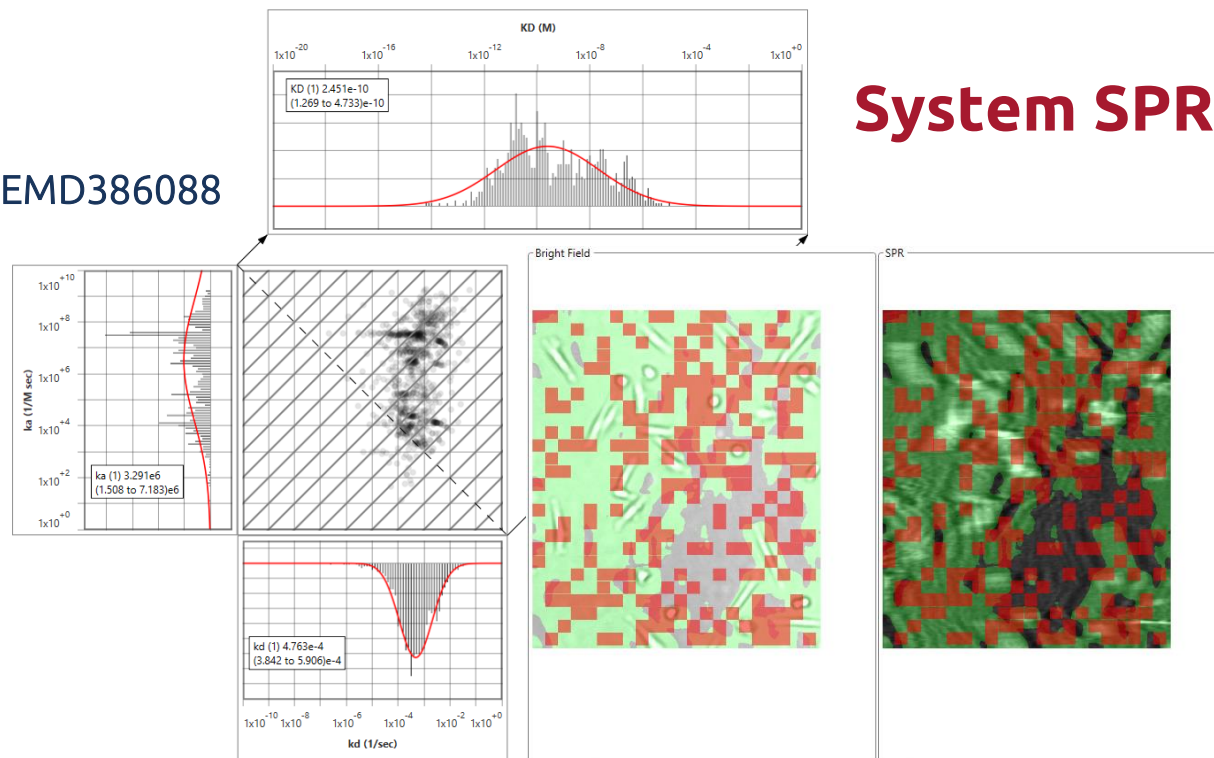 KD (M)
1x10^-20 1x10^-16 1x10^-12 1x10^-8 1x10^-4 1x10^+0
KD (1) 2.451e-10
(1.269 to 4.733)e-10
System SPR
EMD386088
Bright Field
SPR
1x10^+10
1x10^+8
1x10^+6
1x10^+4
1x10^+2
1x10^+0
ka (1/M sec)
ka (1) 3.291e6
(1.508 to 7.183)e6
kd (1) 4.763e-4
(3.842 to 5.906)e-4
1x10^-10 1x10^-8 1x10^-6 1x10^-4 1x10^-2 1x10^+0
kd (1/sec)